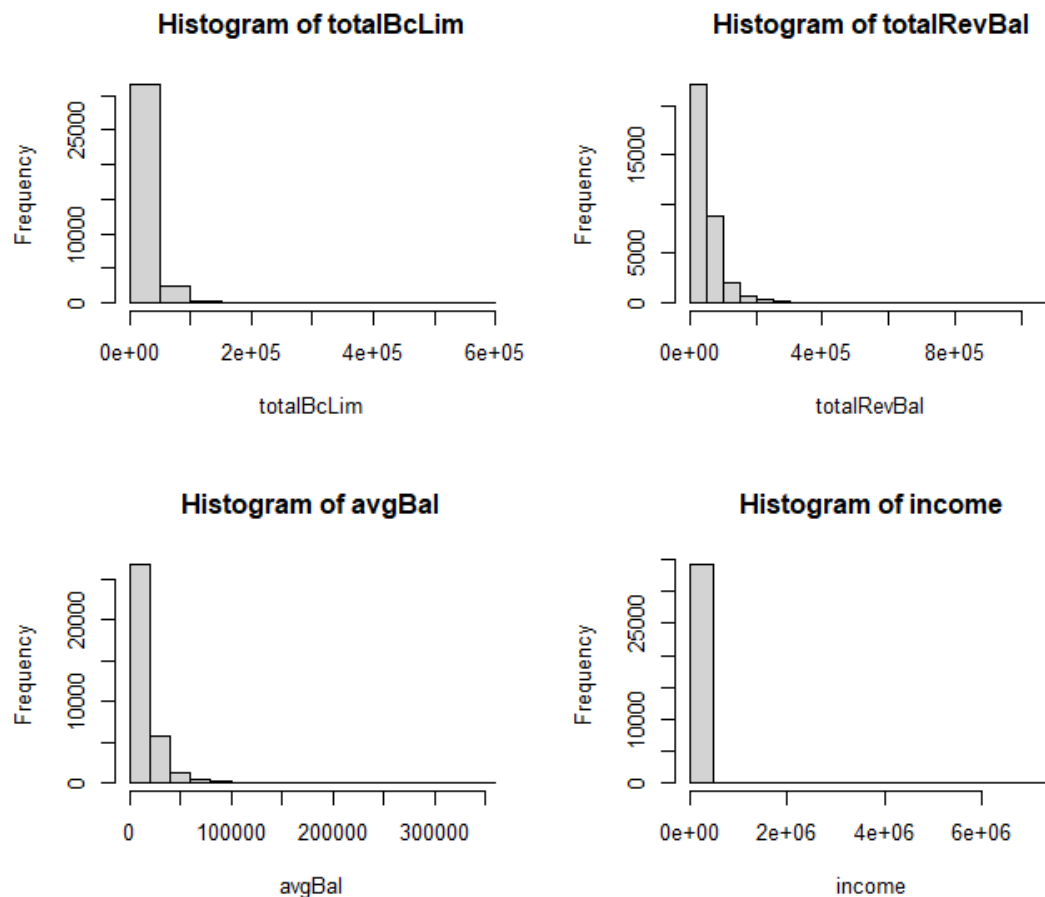 Histogram of totalBcLim
Frequency
0 10000 25000
0e+00 2e+05 4e+05 6e+05
totalBcLim
Histogram of totalRevBal
Frequency
0 5000 15000
0e+00 4e+05 8e+05
totalRevBal
Histogram of avgBal
Frequency
0 10000 20000
0 100000 200000 300000
avgBal
Histogram of income
Frequency
0 10000 25000
0e+00 2e+06 4e+06 6e+06
income